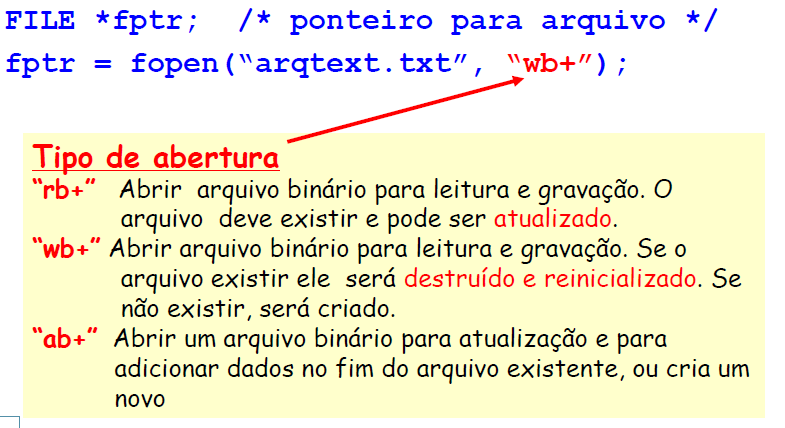 FILE *fptr;  /* ponteiro para arquivo */
fptr = fopen(“arqtext.txt”, “wb+”);
Tipo de abertura
“rb+”  Abrir  arquivo binário para leitura e gravação. O
arquivo  deve existir e pode ser atualizado.
“wb+” Abrir arquivo binário para leitura e gravação. Se o
arquivo existir ele  será destruído e reinicializado. Se
não existir, será criado.
“ab+”  Abrir um arquivo binário para atualização e para
adicionar dados no fim do arquivo existente, ou cria um
novo